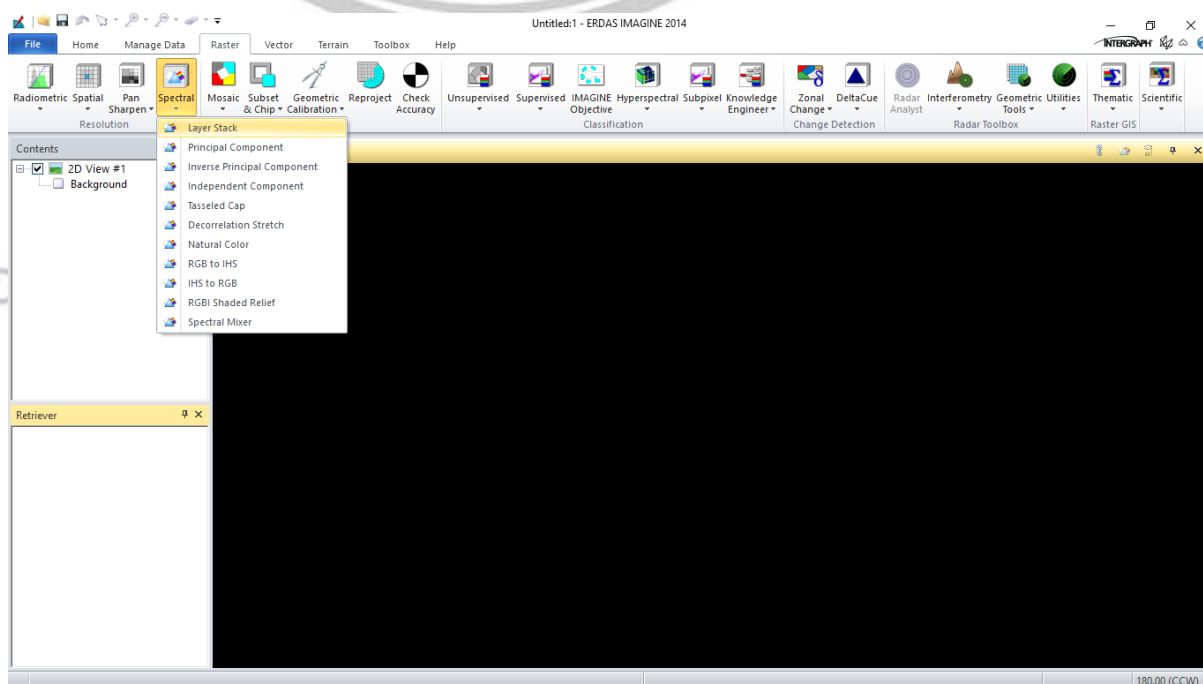 Untitled:1 - ERDAS IMAGINE 2014
File Home Manage Data Raster Vector Terrain Toolbox Help INTERGRAPH
Radiometric Spatial Pan Sharpen Spectral Mosaic Subset & Chip Geometric Calibration Reproject Check Accuracy Unsupervised Supervised IMAGINE Objective Hyperspectral Subpixel Knowledge Engineer Zonal Change DeltaCue Radar Analyst Interferometry Geometric Tools Utilities Thematic Scientific
Resolution Classification Change Detection Radar Toolbox Raster GIS
Layer Stack
Principal Component
Inverse Principal Component
Independent Component
Tasseled Cap
Decorrelation Stretch
Natural Color
RGB to IHS
IHS to RGB
RGBI Shaded Relief
Spectral Mixer
Contents
2D View #1
Background
Retriever
180.00 (CCW)